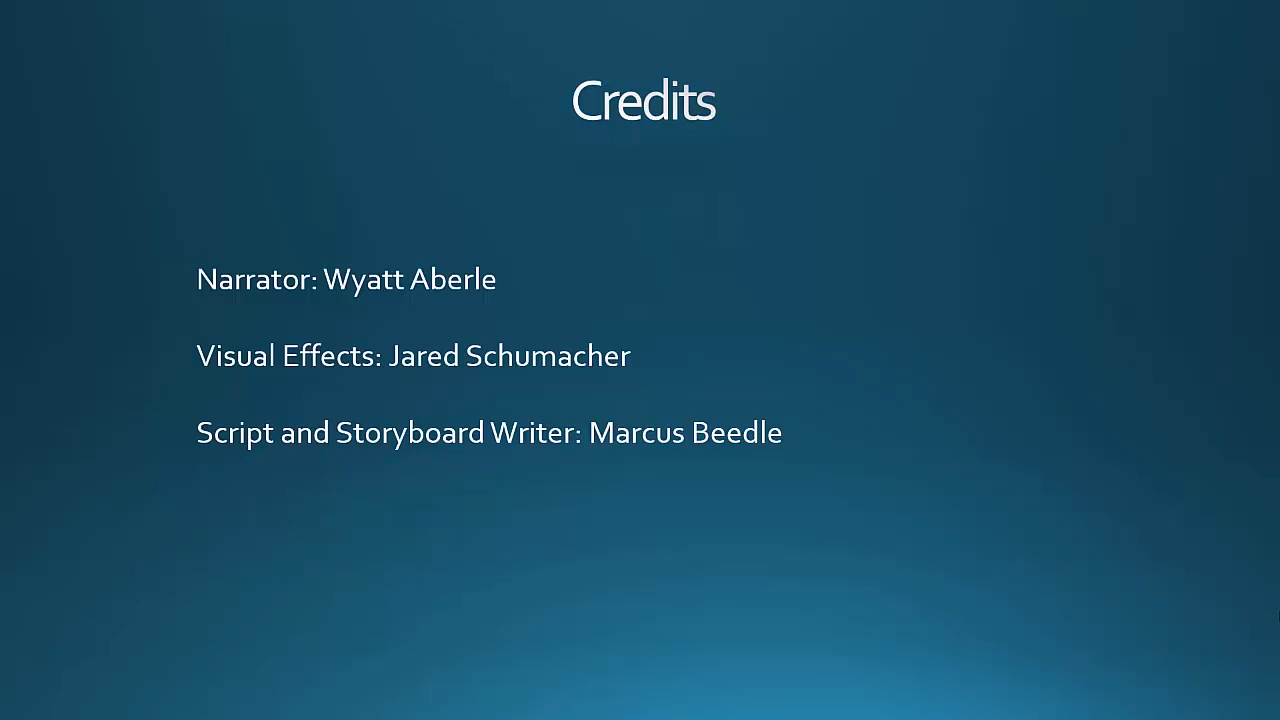 Credits
Narrator: Wyatt Aberle
Visual Effects: Jared Schumacher
Script and Storyboard Writer: Marcus Beedle